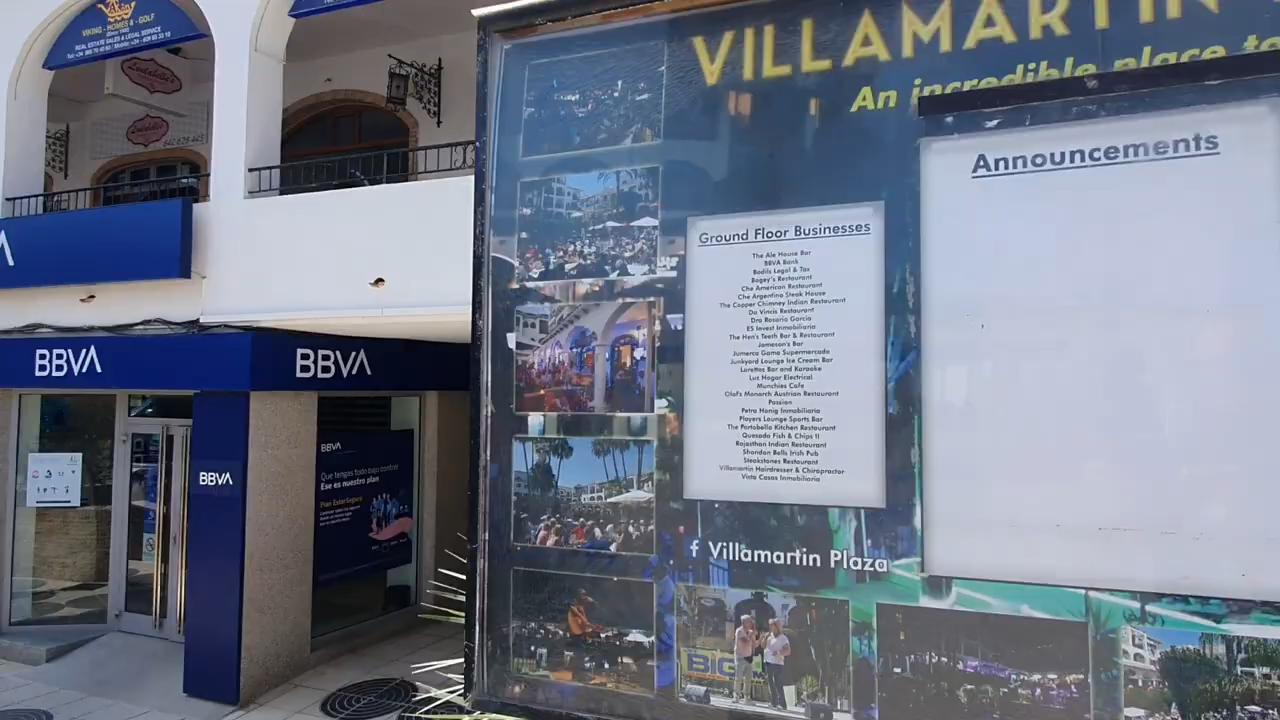 VIKING - HOMES & - GOLF
REAL ESTATE SALES & LEGAL SERVICE
BBVA
BBVA
BBVA
BBVA
Que tengas todo bajo control
Ese es nuestro plan
Plan EstarSeguro
VILLAMARTIN
An incredible place to
Announcements
Ground Floor Businesses
The Ale House Bar
BBVA Bank
Bodils Legal & Tax
Bogey's Restaurant
Che American Restaurant
Che Argentino Steak House
The Copper Chimney Indian Restaurant
Da Vincis Restaurant
Dra Rosario Garcia
ES Invest Inmobiliaria
The Hen's Teeth Bar & Restaurant
Jameson's Bar
Jumerca Gama Supermercado
Junkyard Lounge Ice Cream Bar
Lorettas Bar and Karaoke
Luz Hogar Electrical
Munchies Cafe
Olafs Monarch Austrian Restaurant
Passion
Petra Honig Inmobiliaria
Players Lounge Sports Bar
The Portobello Kitchen Restaurant
Quesada Fish & Chips II
Rajasthan Indian Restaurant
Shandon Bells Irish Pub
Steakstones Restaurant
Villamartin Hairdresser & Chiropractor
Vista Casas Inmobiliaria
f Villamartin Plaza
BIG